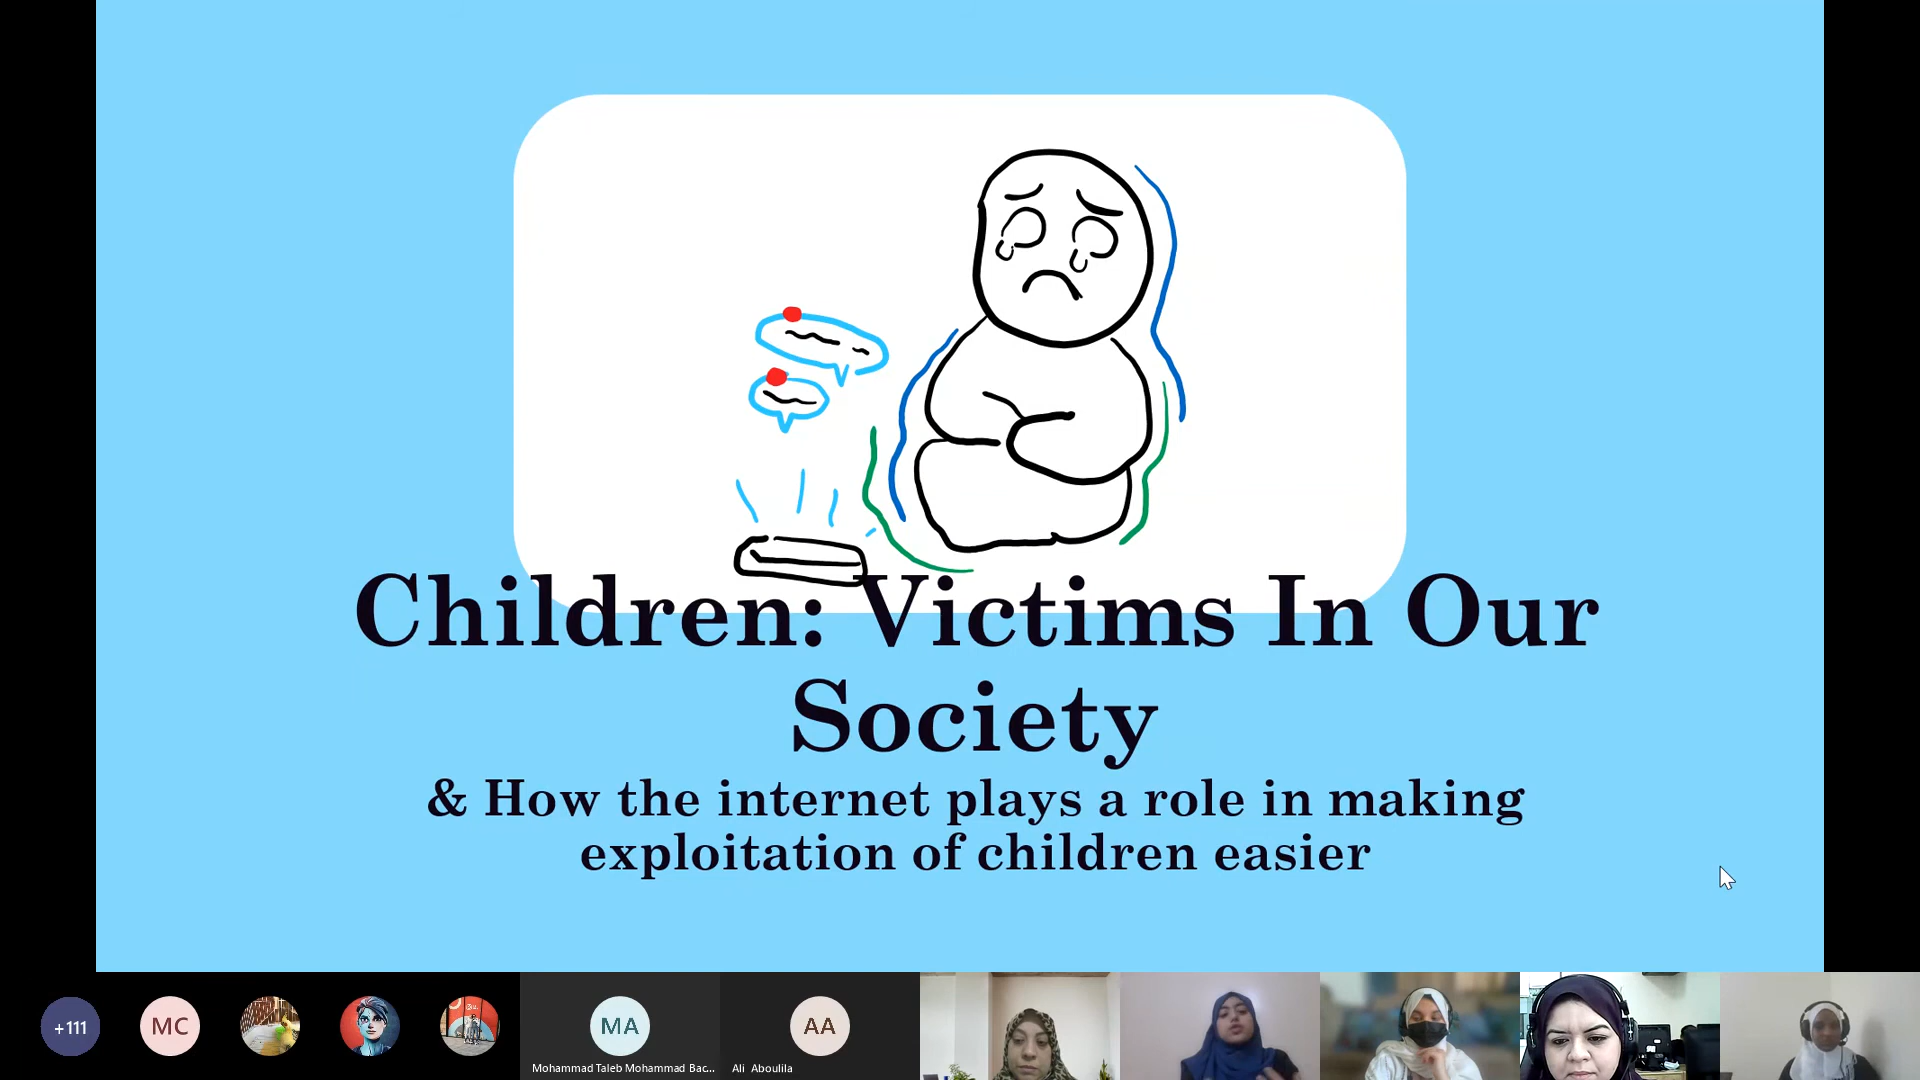 Children: Victims In Our
Society
& How the internet plays a role in making
exploitation of children easier
+111
MC
MA
AA
Mohammad Taleb Mohammad Bac...
Ali Aboulila